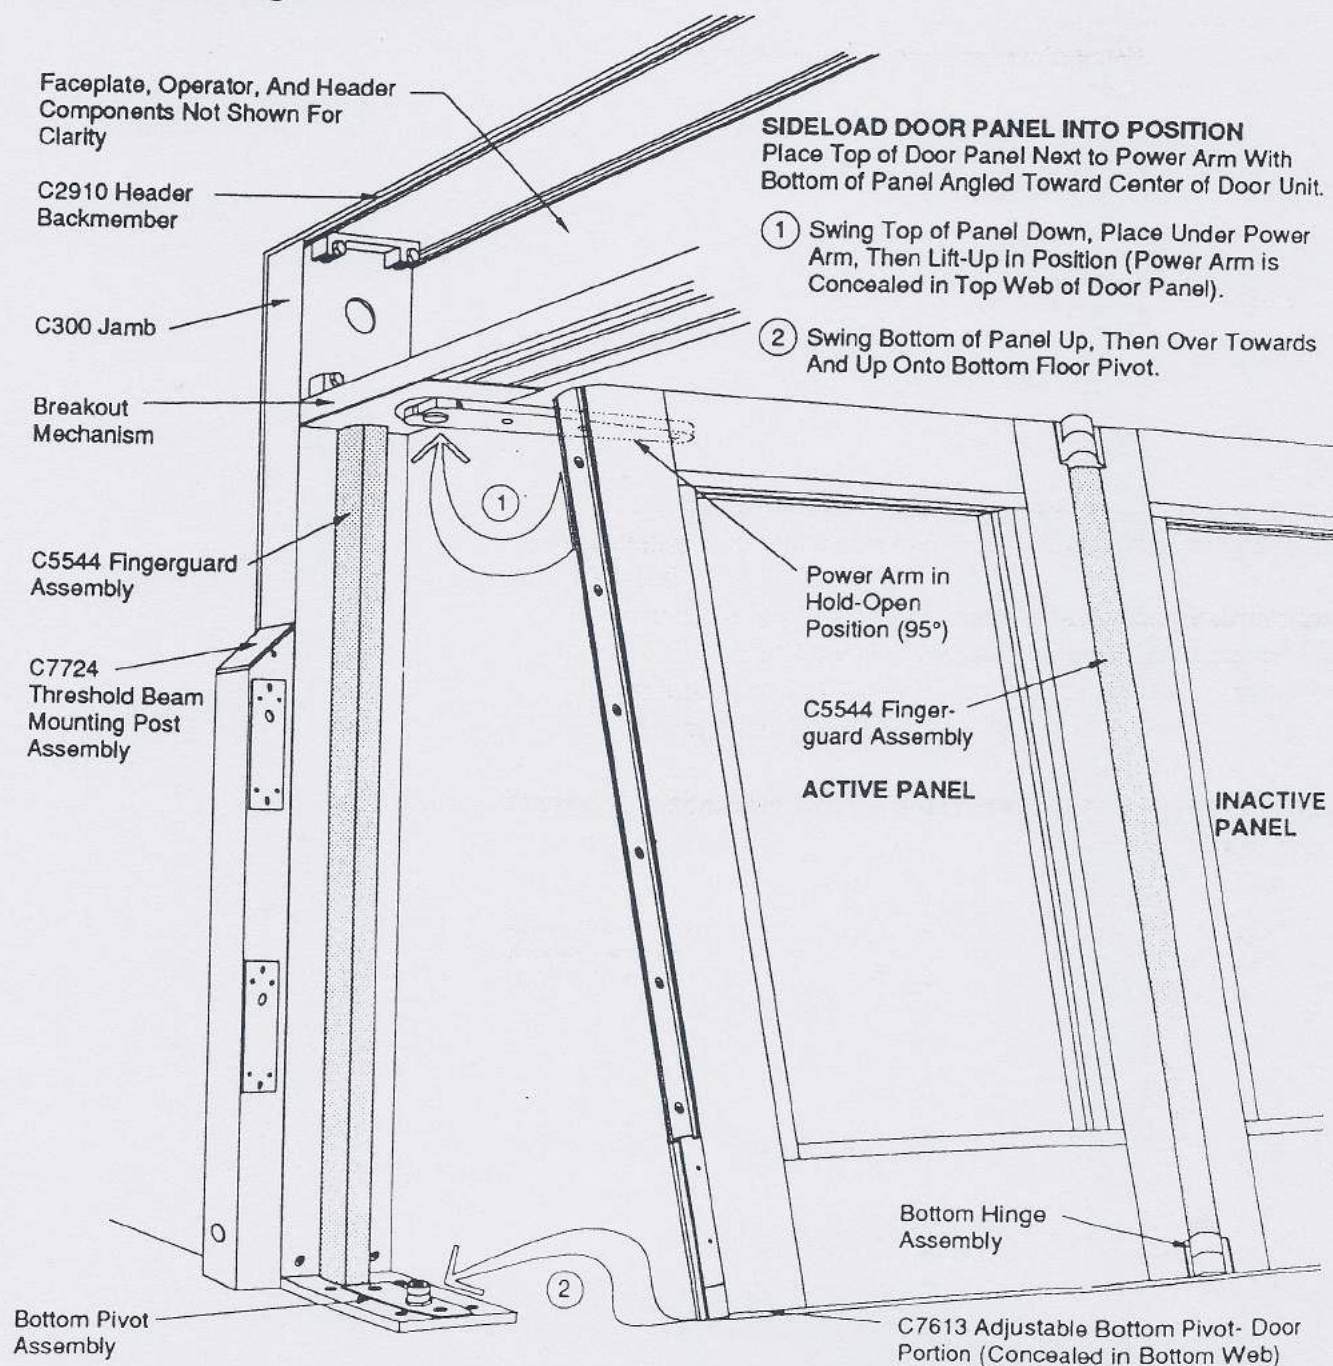 Faceplate, Operator, And Header
Components Not Shown For
Clarity
C2910 Header
Backmember
C300 Jamb
Breakout
Mechanism
C5544 Fingerguard
Assembly
C7724
Threshold Beam
Mounting Post
Assembly
Bottom Pivot
Assembly
SIDELOAD DOOR PANEL INTO POSITION
Place Top of Door Panel Next to Power Arm With
Bottom of Panel Angled Toward Center of Door Unit.
1 Swing Top of Panel Down, Place Under Power
Arm, Then Lift-Up in Position (Power Arm is
Concealed in Top Web of Door Panel).
2 Swing Bottom of Panel Up, Then Over Towards
And Up Onto Bottom Floor Pivot.
1
Power Arm in
Hold-Open
Position (95°)
C5544 Finger-
guard Assembly
ACTIVE PANEL
INACTIVE
PANEL
Bottom Hinge
Assembly
2
C7613 Adjustable Bottom Pivot- Door
Portion (Concealed in Bottom Web)